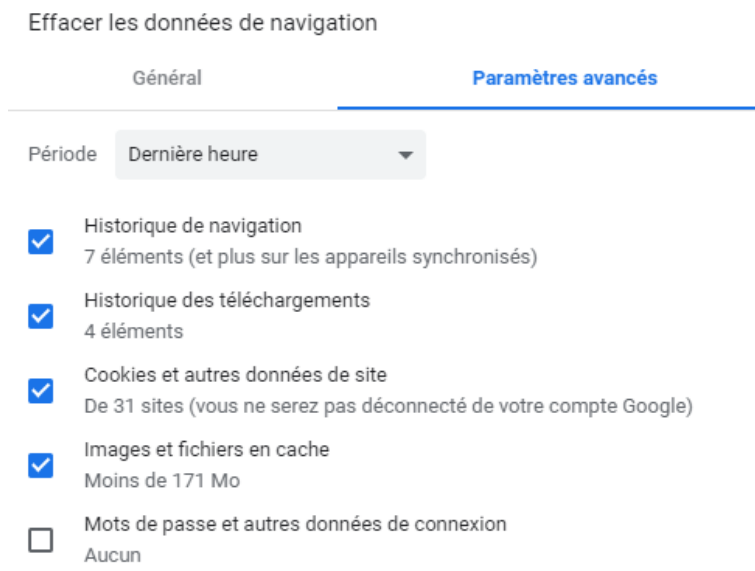 Effacer les données de navigation
Général
Paramètres avancés
Période
Dernière heure
Historique de navigation
7 éléments (et plus sur les appareils synchronisés)
Historique des téléchargements
4 éléments
Cookies et autres données de site
De 31 sites (vous ne serez pas déconnecté de votre compte Google)
Images et fichiers en cache
Moins de 171 Mo
Mots de passe et autres données de connexion
Aucun